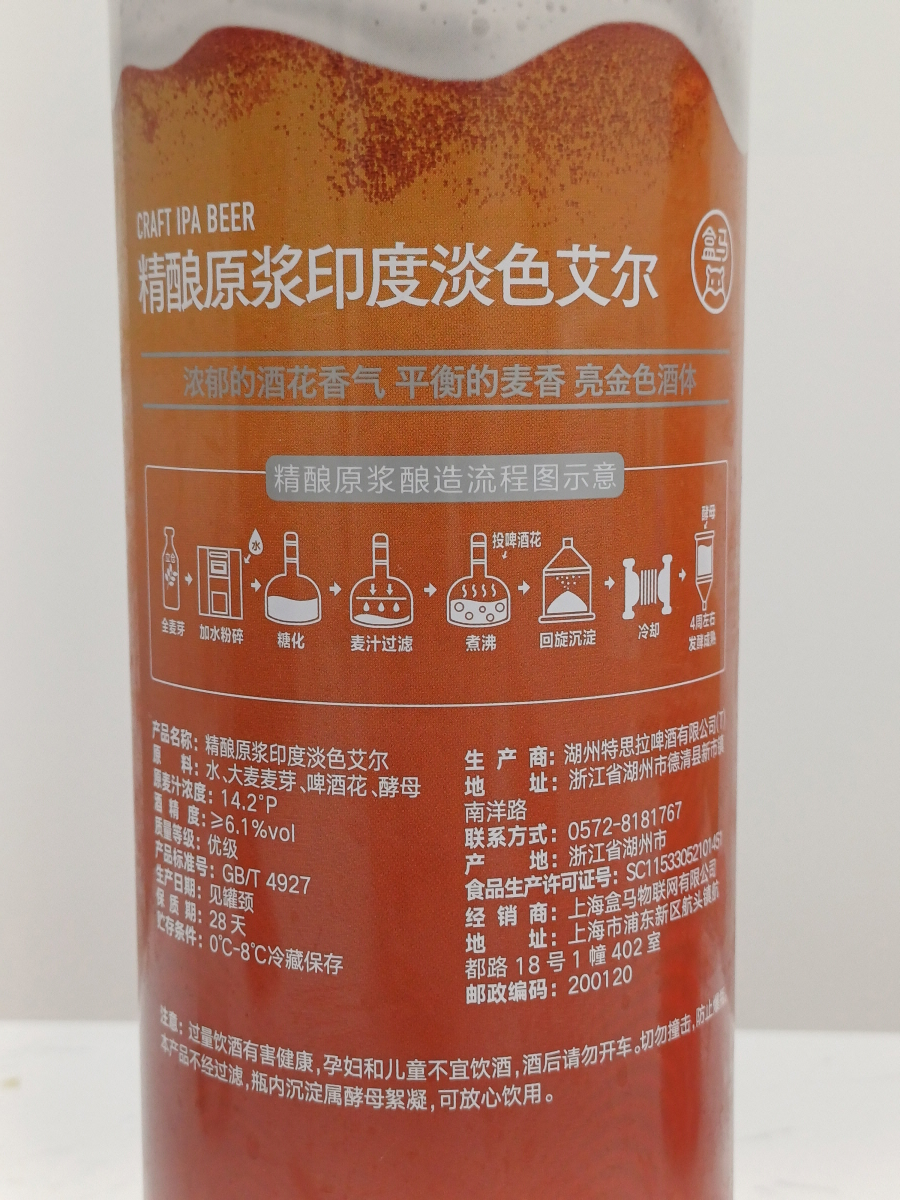 CRAFT IPA BEER
精酿原浆印度淡色艾尔
盒马
浓郁的酒花香气 平衡的麦香 亮金色酒体
精酿原浆酿造流程图示意
水
投啤酒花
酵母
全麦芽
加水粉碎
糖化
麦汁过滤
煮沸
回旋沉淀
冷却
4周左右
发酵成熟
产品名称：精酿原浆印度淡色艾尔
原料：水、大麦麦芽、啤酒花、酵母
原麦汁浓度：14.2°P
酒精度：≥6.1%vol
质量等级：优级
产品标准号：GB/T 4927
生产日期：见罐颈
保质期：28天
贮存条件：0℃-8℃冷藏保存
生产商：湖州特思拉啤酒有限公司(T)
地址：浙江省湖州市德清县新市镇
南洋路
联系方式：0572-8181767
产地：浙江省湖州市
食品生产许可证号：SC11533052101451
经销商：上海盒马物联网有限公司
地址：上海市浦东新区航头镇航
都路18号1幢402室
邮政编码：200120
注意：过量饮酒有害健康，孕妇和儿童不宜饮酒，酒后请勿开车。切勿撞击，防止
本产品不经过滤，瓶内沉淀属酵母絮凝，可放心饮用。